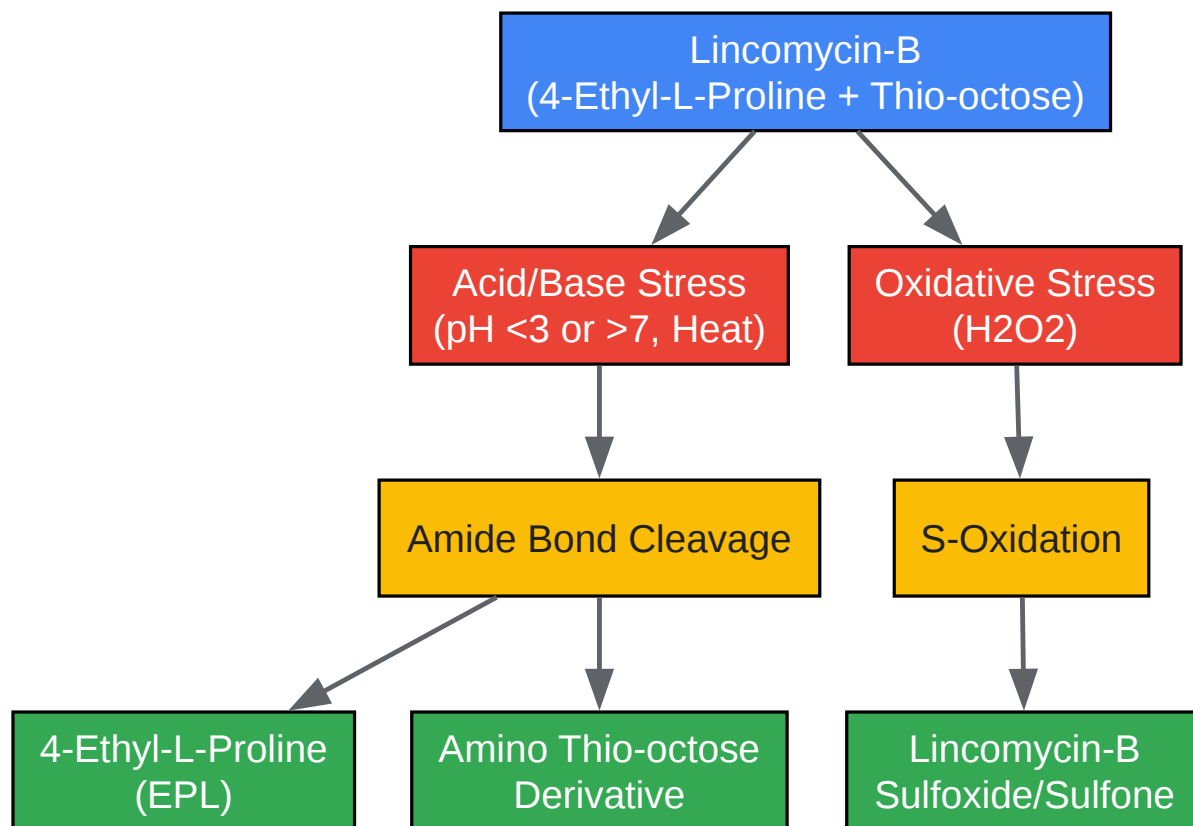 Lincomycin-B
(4-Ethyl-L-Proline + Thio-octose)
Acid/Base Stress
(pH <3 or >7, Heat)
Oxidative Stress
(H2O2)
Amide Bond Cleavage
S-Oxidation
4-Ethyl-L-Proline
(EPL)
Amino Thio-octose
Derivative
Lincomycin-B
Sulfoxide/Sulfone